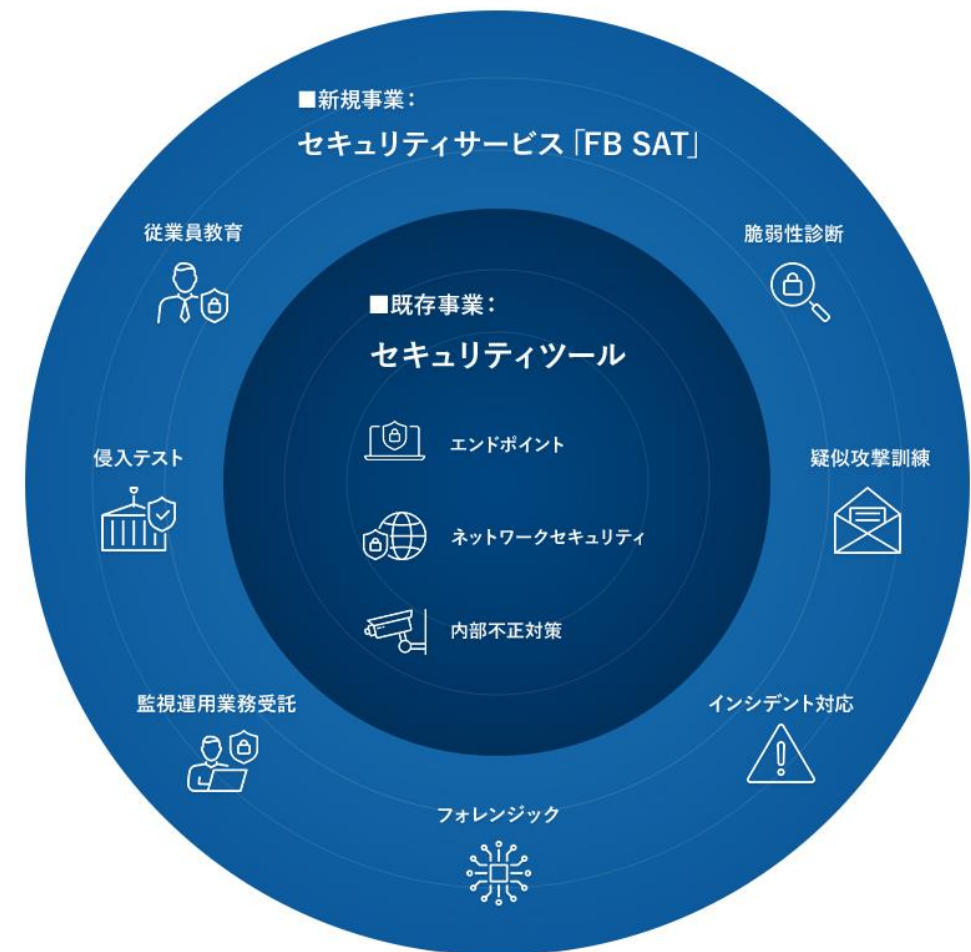 ■新規事業：
セキュリティサービス「FB SAT」
従業員教育
脆弱性診断
■既存事業：
セキュリティツール
エンドポイント
侵入テスト
疑似攻撃訓練
ネットワークセキュリティ
内部不正対策
監視運用業務受託
インシデント対応
フォレンジック